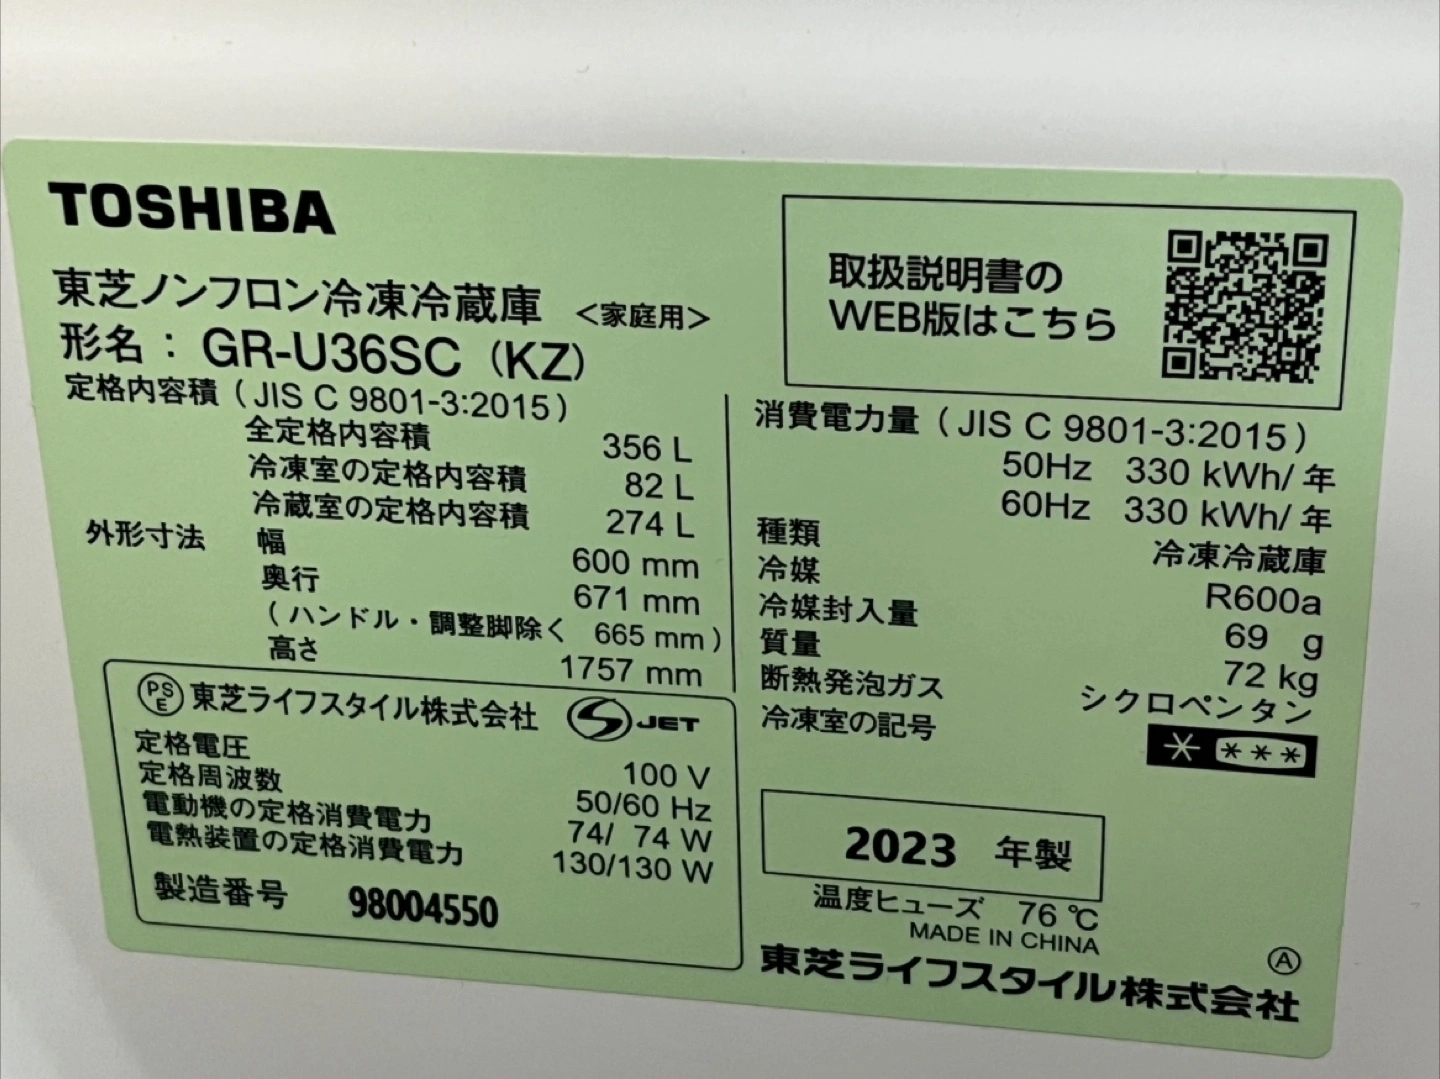 TOSHIBA
東芝ノンフロン冷凍冷蔵庫 <家庭用>
形名：GR-U36SC (KZ)
定格内容積 (JIS C 9801-3:2015)
全定格内容積 356 L
冷凍室の定格内容積 82 L
冷蔵室の定格内容積 274 L
外形寸法 幅 600 mm
奥行 671 mm
(ハンドル・調整脚除く 665 mm)
高さ 1757 mm
PSE 東芝ライフスタイル株式会社 S JET
定格電圧 100 V
定格周波数 50/60 Hz
電動機の定格消費電力 74/ 74 W
電熱装置の定格消費電力 130/130 W
製造番号 98004550
取扱説明書の
WEB版はこちら
消費電力量 (JIS C 9801-3:2015)
50Hz 330 kWh/年
60Hz 330 kWh/年
種類 冷凍冷蔵庫
冷媒 R600a
冷媒封入量 69 g
質量 72 kg
断熱発泡ガス シクロペンタン
冷凍室の記号 * ***
2023 年製
温度ヒューズ 76℃
MADE IN CHINA
Ⓐ
東芝ライフスタイル株式会社